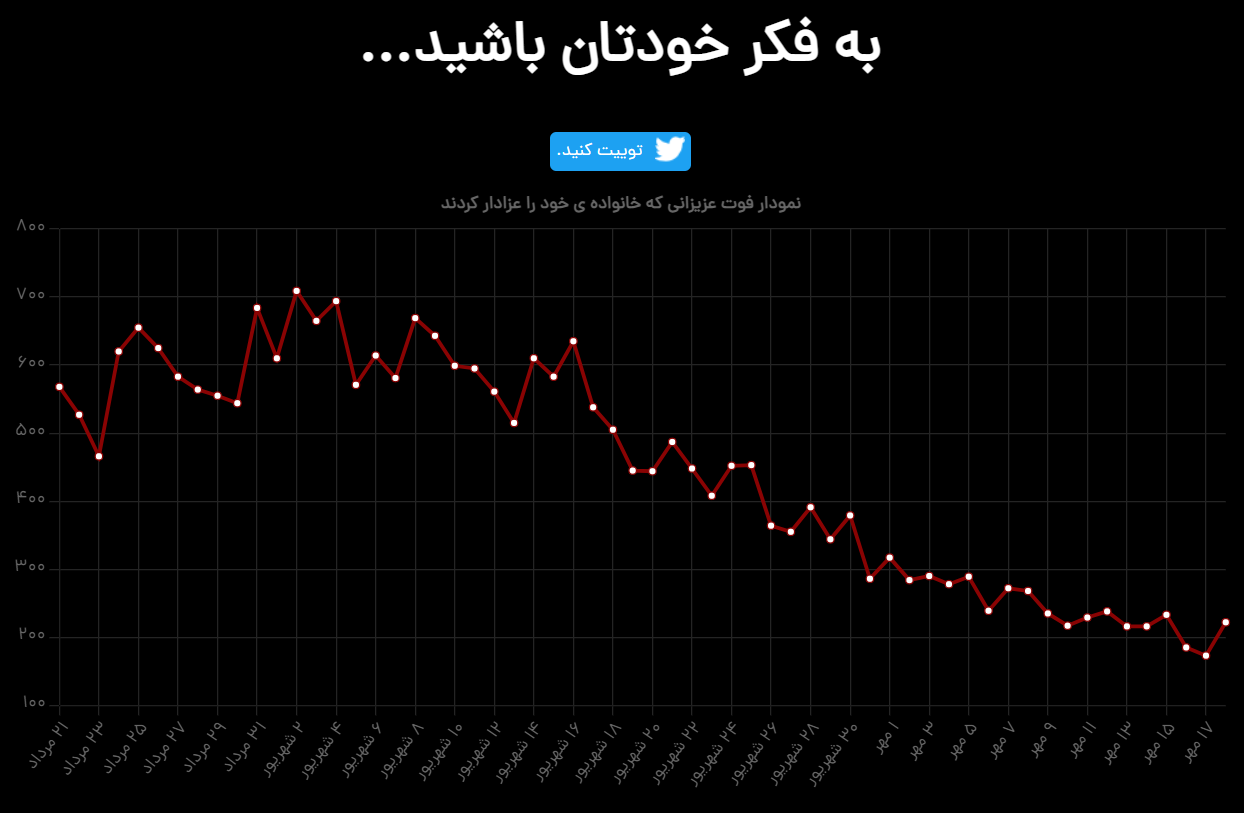 به فکر خودتان باشید...
توییت کنید.
نمودار فوت عزیزانی که خانواده ی خود را عزادار کردند
۸۰۰
۷۰۰
۶۰۰
۵۰۰
۴۰۰
۳۰۰
۲۰۰
۱۰۰
۲۱ مرداد
۲۳ مرداد
۲۵ مرداد
۲۷ مرداد
۲۹ مرداد
۳۱ مرداد
۲ شهریور
۴ شهریور
۶ شهریور
۸ شهریور
۱۰ شهریور
۱۲ شهریور
۱۴ شهریور
۱۶ شهریور
۱۸ شهریور
۲۰ شهریور
۲۲ شهریور
۲۴ شهریور
۲۶ شهریور
۲۸ شهریور
۳۰ شهریور
۱ مهر
۳ مهر
۵ مهر
۷ مهر
۹ مهر
۱۱ مهر
۱۳ مهر
۱۵ مهر
۱۷ مهر